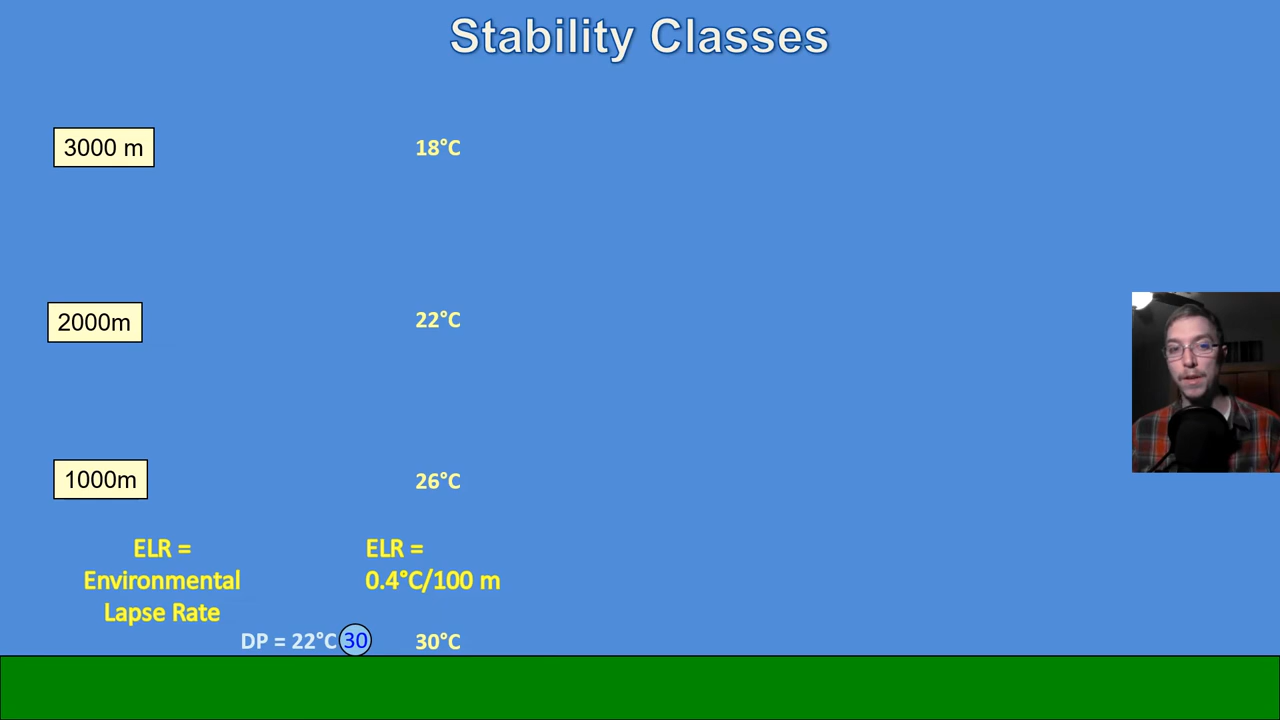 Stability Classes
3000 m
18°C
2000m
22°C
1000m
26°C
ELR =
Environmental
Lapse Rate
ELR =
0.4°C/100 m
DP = 22°C
30
30°C